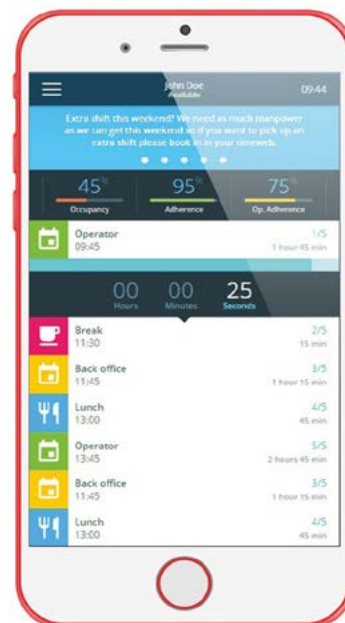 John Doe
Available
09:44
Extra shift this weekend? We need as much manpower
as we can get this weekend so if you want to pick up an
extra shift please book in in your timeweb.
45%
95%
75%
Occupancy
Adherence
Op. Adherence
Operator
1/5
09:45
1 hour 45 min
00
00
25
Hours
Minutes
Seconds
Break
2/5
11:30
15 min
Back office
3/5
11:45
1 hour 15 min
Lunch
4/5
13:00
45 min
Operator
5/5
13:45
2 hours 45 min
Back office
3/5
11:45
1 hour 15 min
Lunch
4/5
13:00
45 min